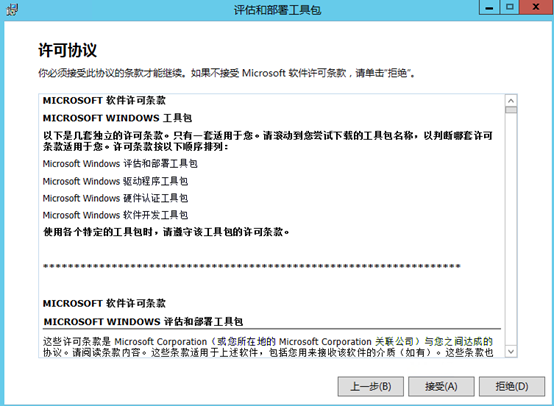 评估和部署工具包
许可协议
你必须接受此协议的条款才能继续。如果不接受 Microsoft 软件许可条款，请单击"拒绝"。
MICROSOFT 软件许可条款
MICROSOFT WINDOWS 工具包
以下是几套独立的许可条款。只有一套适用于您。请滚动到您尝试下载的工具包名称，以判断哪套许可
条款适用于您。许可条款按以下顺序排列：
Microsoft Windows 评估和部署工具包
Microsoft Windows 驱动程序工具包
Microsoft Windows 硬件认证工具包
Microsoft Windows 软件开发工具包
使用各个特定的工具包时，请遵守该工具包的许可条款。
*******************************************************************
MICROSOFT 软件许可条款
MICROSOFT WINDOWS 评估和部署工具包
这些许可条款是 Microsoft Corporation（或您所在地的 Microsoft Corporation 关联公司）与您之间达成的
协议。请阅读条款内容。这些条款适用于上述软件，包括您用来接收该软件的介质（如有）。这些条款也
上一步(B)
接受(A)
拒绝(D)